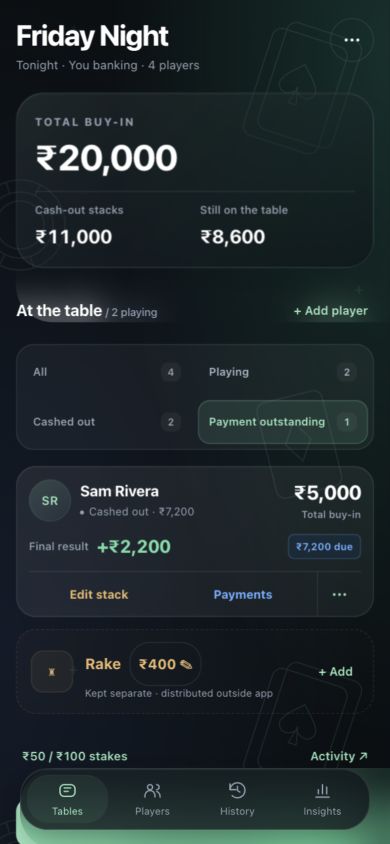 Friday Night
Tonight · You banking · 4 players
TOTAL BUY-IN
₹20,000
Cash-out stacks
Still on the table
₹11,000
₹8,600
At the table / 2 playing
+ Add player
All 4
Playing 2
Cashed out 2
Payment outstanding 1
SR
Sam Rivera
₹5,000
• Cashed out · ₹7,200
Total buy-in
Final result +₹2,200
₹7,200 due
Edit stack
Payments
Rake ₹400 ✎
+ Add
Kept separate · distributed outside app
₹50 / ₹100 stakes
Activity ↗
Tables
Players
History
Insights